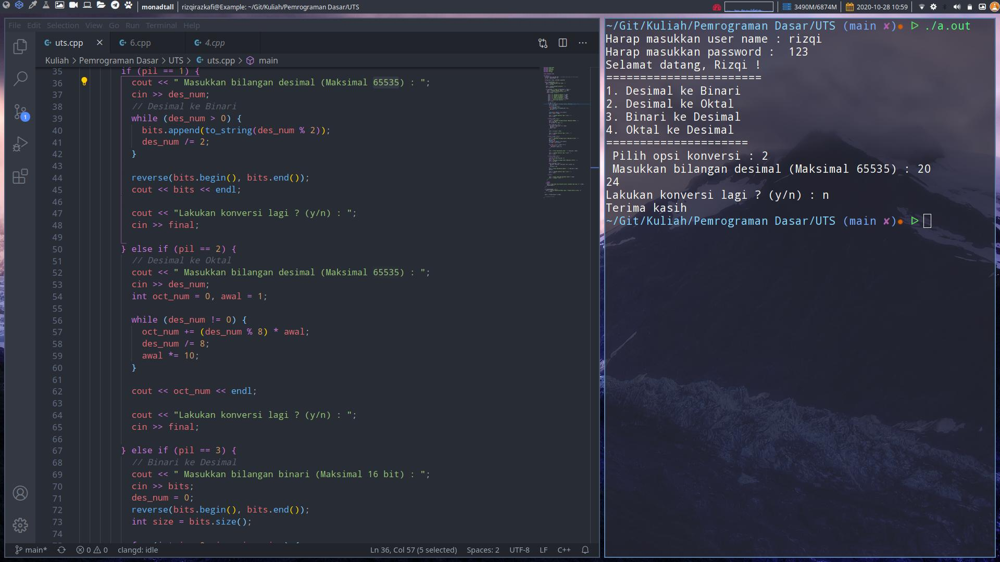 monadtall
rizqirazkafi@Example: ~/Git/Kuliah/Pemrograman Dasar/UTS
3490M/6874M
2020-10-28 10:59
File Edit Selection View Go Run Terminal Help
uts.cpp
6.cpp
4.cpp
Kuliah > Pemrograman Dasar > UTS > uts.cpp > main
35 if (pil == 1) {
36 cout << " Masukkan bilangan desimal (Maksimal 65535) : ";
37 cin >> des_num;
38 // Desimal ke Binari
39 while (des_num > 0) {
40 bits.append(to_string(des_num % 2));
41 des_num /= 2;
42 }
43
44 reverse(bits.begin(), bits.end());
45 cout << bits << endl;
46
47 cout << "Lakukan konversi lagi ? (y/n) : ";
48 cin >> final;
49
50 } else if (pil == 2) {
51 // Desimal ke Oktal
52 cout << " Masukkan bilangan desimal (Maksimal 65535) : ";
53 cin >> des_num;
54 int oct_num = 0, awal = 1;
55
56 while (des_num != 0) {
57 oct_num += (des_num % 8) * awal;
58 des_num /= 8;
59 awal *= 10;
60 }
61
62 cout << oct_num << endl;
63
64 cout << "Lakukan konversi lagi ? (y/n) : ";
65 cin >> final;
66
67 } else if (pil == 3) {
68 // Binari ke Desimal
69 cout << " Masukkan bilangan binari (Maksimal 16 bit) : ";
70 cin >> bits;
71 des_num = 0;
72 reverse(bits.begin(), bits.end());
73 int size = bits.size();
74
1
main* 0 0 clangd: idle
Ln 36, Col 57 (5 selected) Spaces: 2 UTF-8 LF C++
~/Git/Kuliah/Pemrograman Dasar/UTS (main ✘)✹ ▷ ./a.out
Harap masukkan user name : rizqi
Harap masukkan password :  123
Selamat datang, Rizqi !
=======================
1. Desimal ke Binari
2. Desimal ke Oktal
3. Binari ke Desimal
4. Oktal ke Desimal
=====================
Pilih opsi konversi : 2
Masukkan bilangan desimal (Maksimal 65535) : 20
24
Lakukan konversi lagi ? (y/n) : n
Terima kasih
~/Git/Kuliah/Pemrograman Dasar/UTS (main ✘)✹ ▷